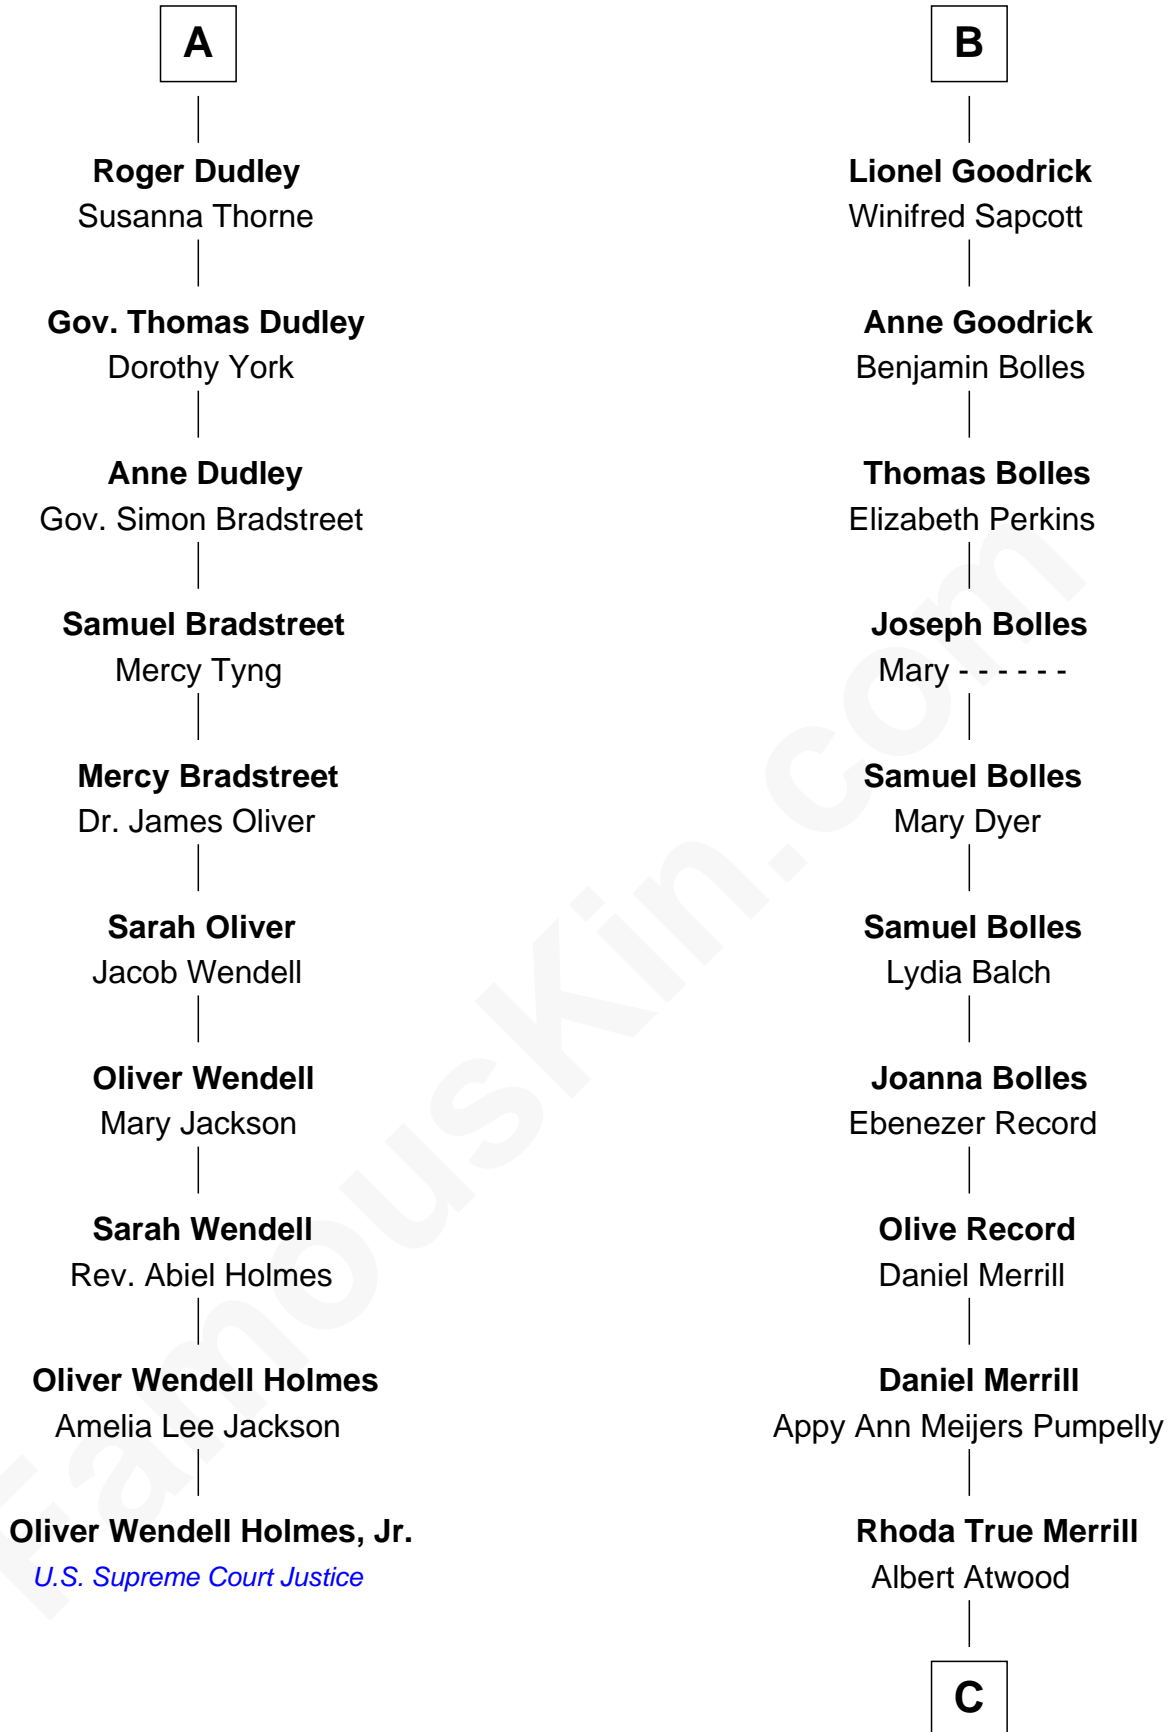 A
Roger Dudley
Susanna Thorne
Gov. Thomas Dudley
Dorothy York
Anne Dudley
Gov. Simon Bradstreet
Samuel Bradstreet
Mercy Tyng
Mercy Bradstreet
Dr. James Oliver
Sarah Oliver
Jacob Wendell
Oliver Wendell
Mary Jackson
Sarah Wendell
Rev. Abiel Holmes
Oliver Wendell Holmes
Amelia Lee Jackson
Oliver Wendell Holmes, Jr.
U.S. Supreme Court Justice
B
Lionel Goodrick
Winifred Sapcott
Anne Goodrick
Benjamin Bolles
Thomas Bolles
Elizabeth Perkins
Joseph Bolles
Mary - - - - - -
Samuel Bolles
Mary Dyer
Samuel Bolles
Lydia Balch
Joanna Bolles
Ebenezer Record
Olive Record
Daniel Merrill
Daniel Merrill
Appy Ann Meijers Pumpelly
Rhoda True Merrill
Albert Atwood
C
FamousKin.com